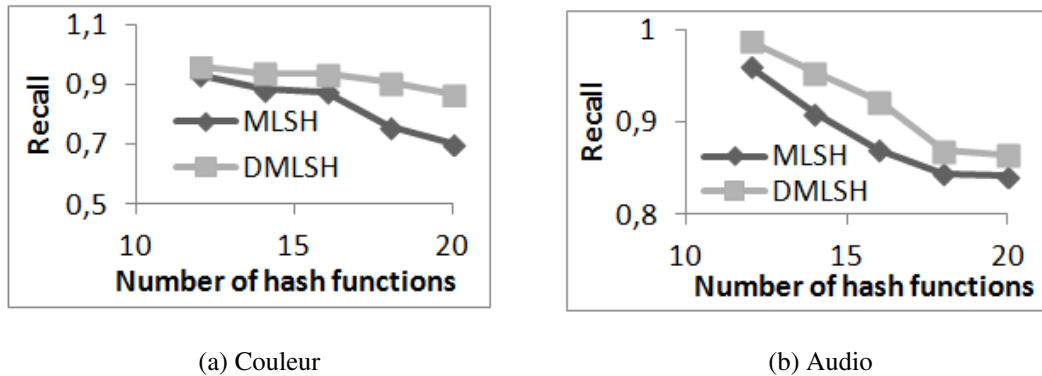 1,1
0,9
0,7
0,5
Recall
MLSH
DMLSH
10 15 20
Number of hash functions
(a) Couleur
1
0,9
0,8
Recall
MLSH
DMLSH
10 15 20
Number of hash functions
(b) Audio